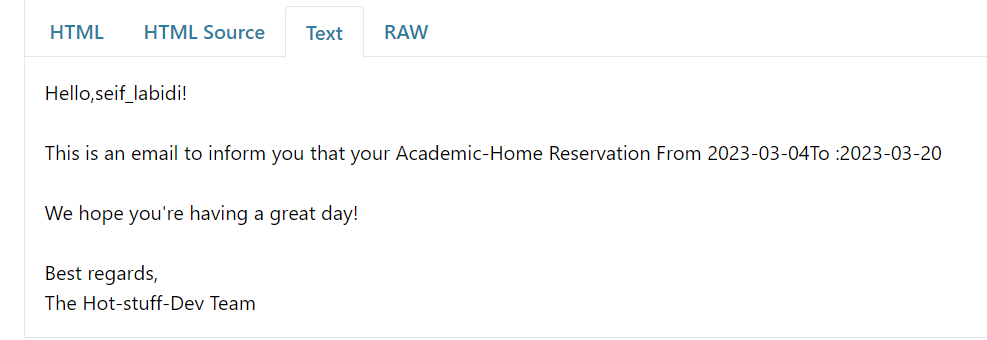 HTML HTML Source Text RAW
Hello,seif_labidi!
This is an email to inform you that your Academic-Home Reservation From 2023-03-04To :2023-03-20
We hope you're having a great day!
Best regards,
The Hot-stuff-Dev Team